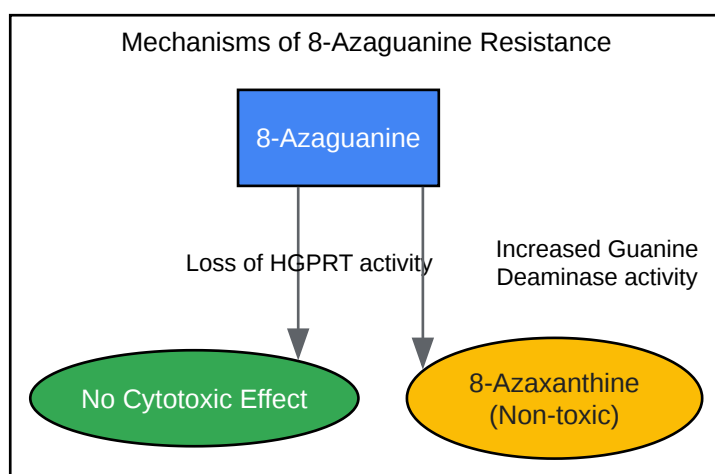 Mechanisms of 8-Azaguanine Resistance
8-Azaguanine
Loss of HGPRT activity
Increased Guanine
Deaminase activity
No Cytotoxic Effect
8-Azaxanthine
(Non-toxic)